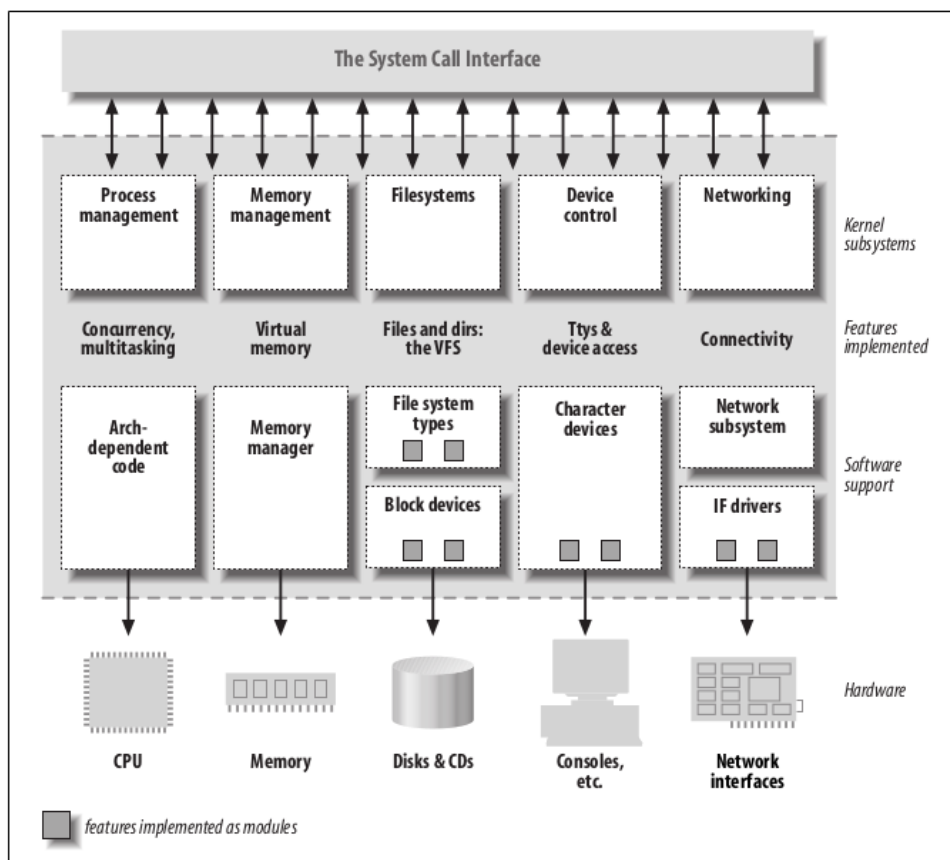 The System Call Interface
Process
management
Memory
management
Filesystems
Device
control
Networking
Kernel
subsystems
Concurrency,
multitasking
Virtual
memory
Files and dirs:
the VFS
Ttys &
device access
Connectivity
Features
implemented
Arch-
dependent
code
Memory
manager
File system
types
Block devices
Character
devices
Network
subsystem
IF drivers
Software
support
Hardware
CPU
Memory
Disks & CDs
Consoles,
etc.
Network
interfaces
features implemented as modules